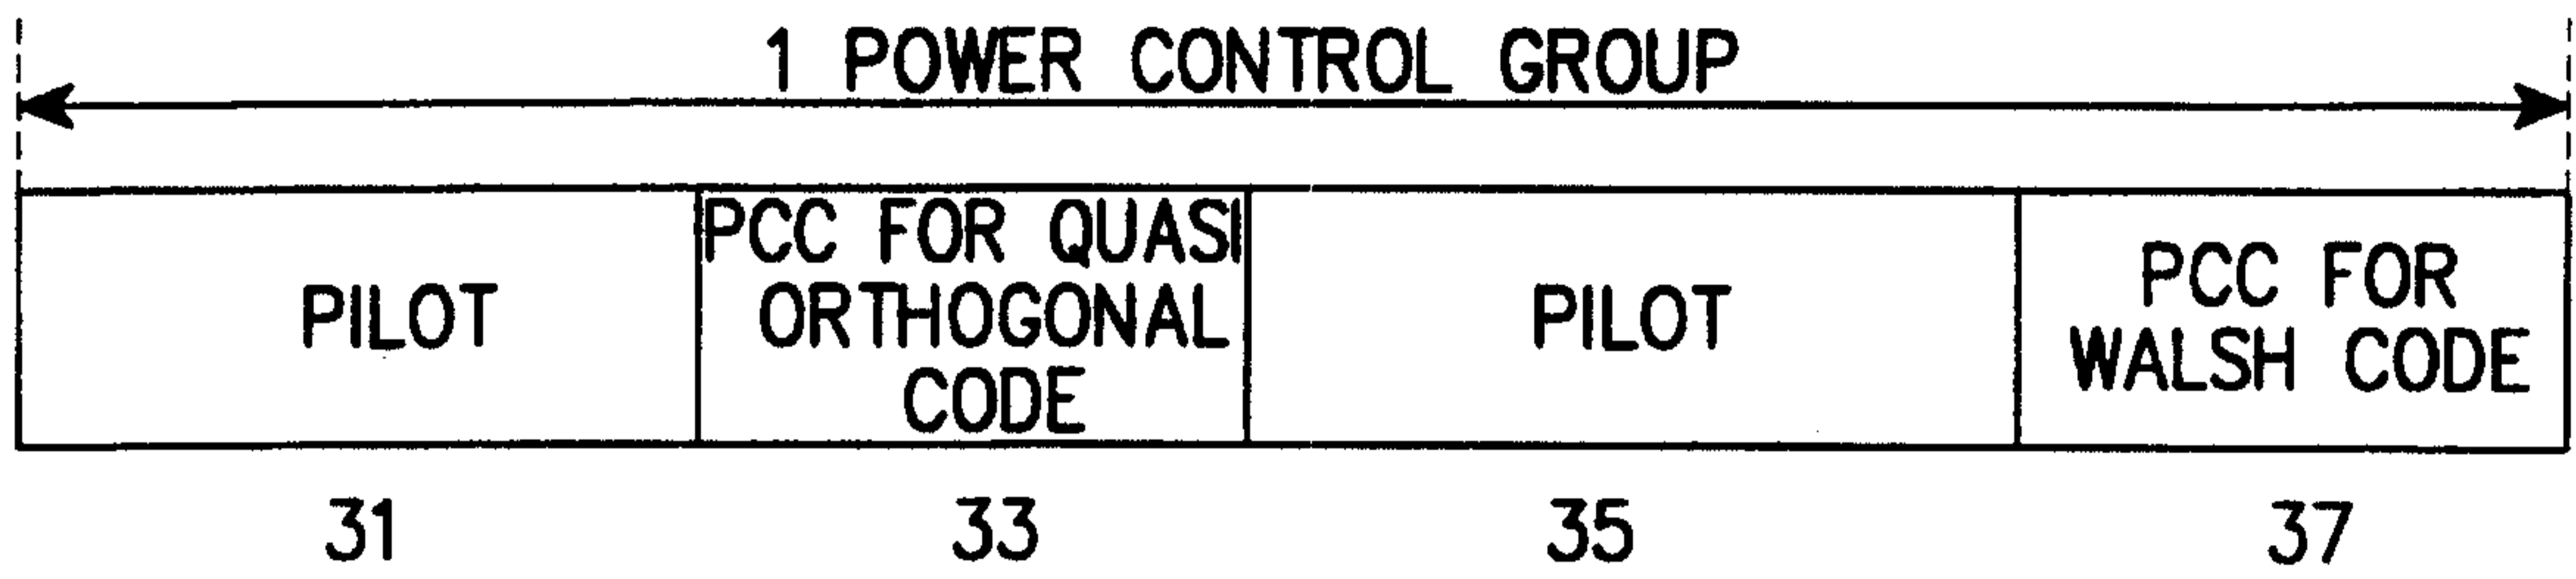 1 POWER CONTROL GROUP
PILOT
PCC FOR QUASI
ORTHOGONAL
CODE
PILOT
PCC FOR
WALSH CODE
31
33
35
37